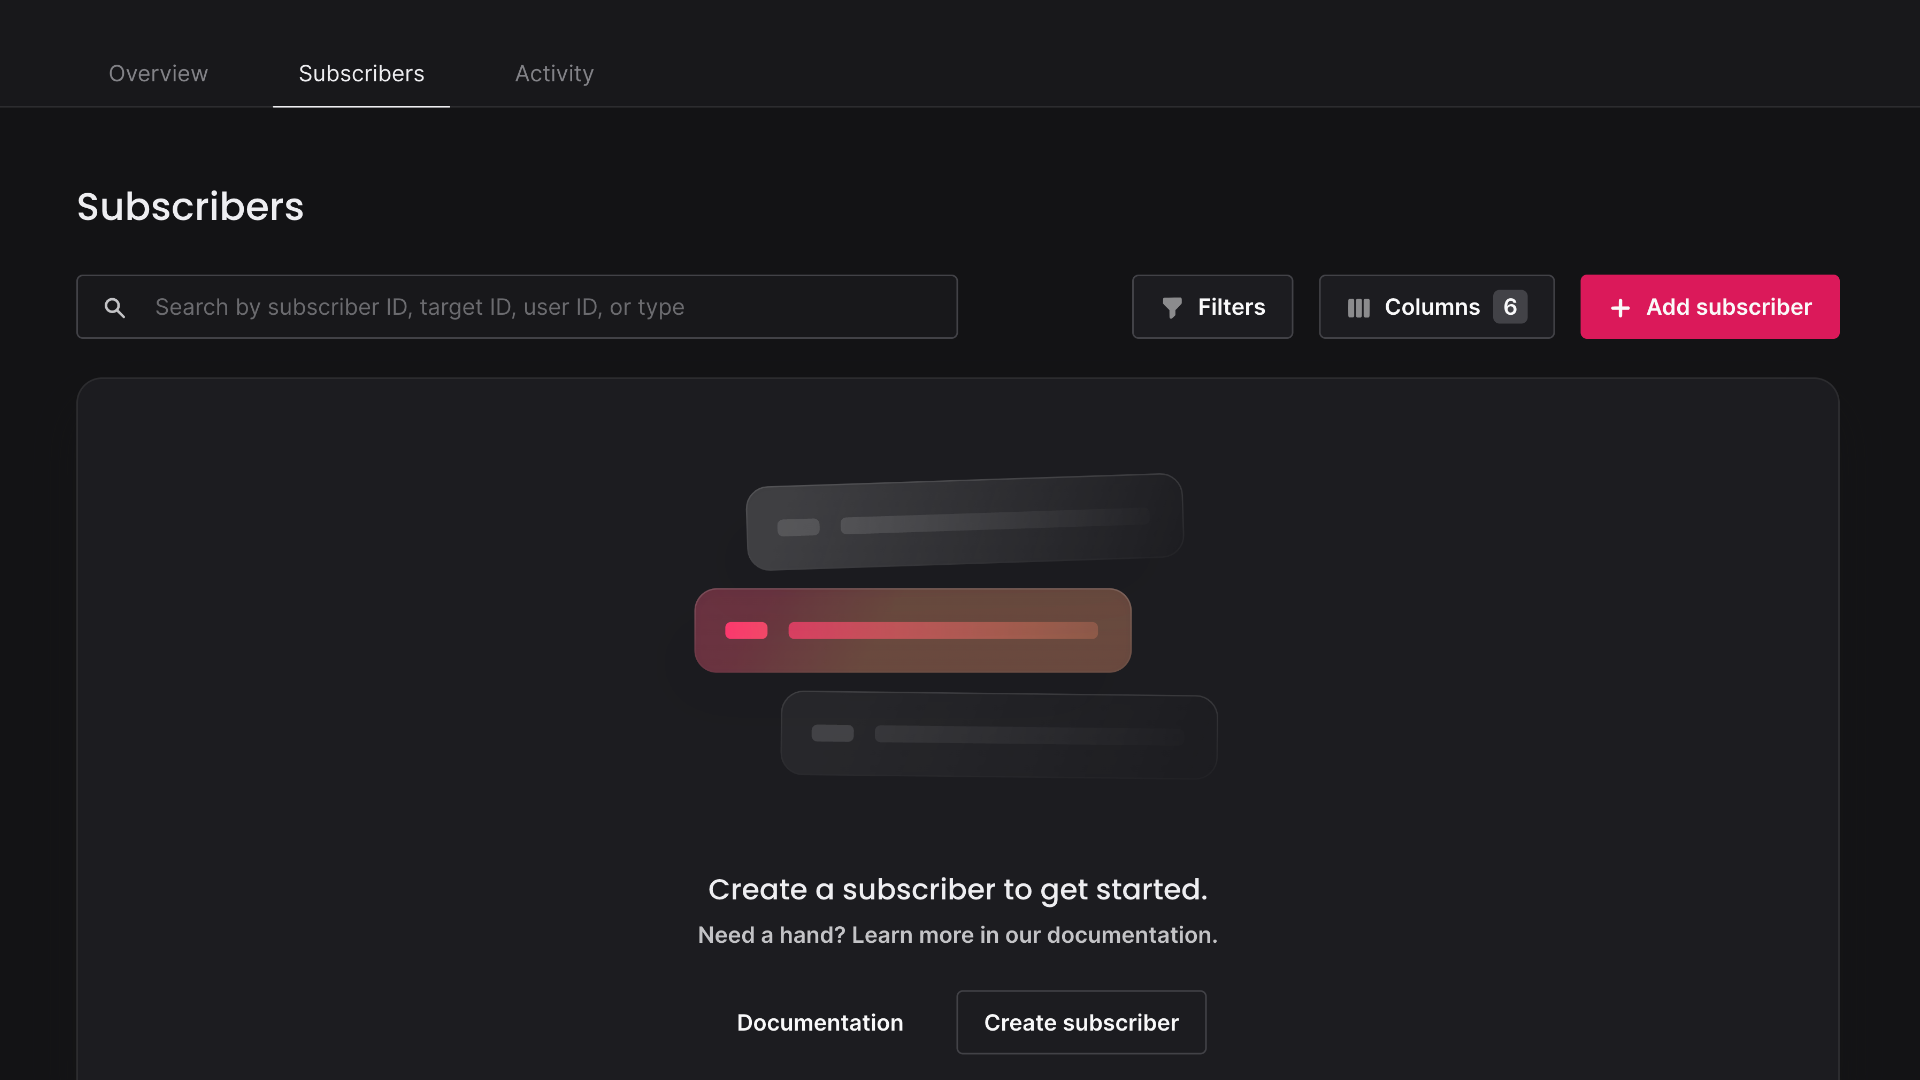 Overview Subscribers Activity
Subscribers
Search by subscriber ID, target ID, user ID, or type Filters Columns 6 Add subscriber
Create a subscriber to get started.
Need a hand? Learn more in our documentation.
Documentation Create subscriber